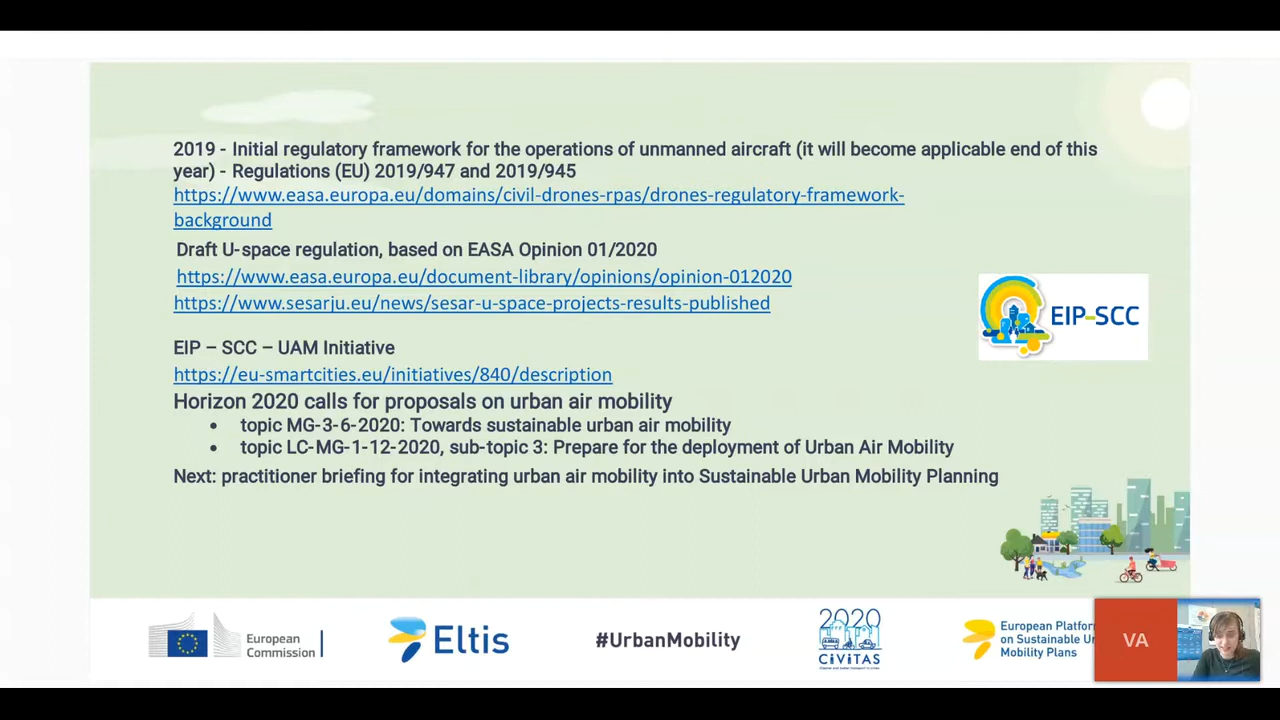 2019 - Initial regulatory framework for the operations of unmanned aircraft (it will become applicable end of this
year) - Regulations (EU) 2019/947 and 2019/945
https://www.easa.europa.eu/domains/civil-drones-rpas/drones-regulatory-framework-
background
Draft U-space regulation, based on EASA Opinion 01/2020
https://www.easa.europa.eu/document-library/opinions/opinion-012020
https://www.sesarju.eu/news/sesar-u-space-projects-results-published
EIP-SCC
EIP – SCC – UAM Initiative
https://eu-smartcities.eu/initiatives/840/description
Horizon 2020 calls for proposals on urban air mobility
• topic MG-3-6-2020: Towards sustainable urban air mobility
• topic LC-MG-1-12-2020, sub-topic 3: Prepare for the deployment of Urban Air Mobility
Next: practitioner briefing for integrating urban air mobility into Sustainable Urban Mobility Planning
European
Commission
Eltis
#UrbanMobility
2020
CiViTAS
European Platfor
on Sustainable Ur
Mobility Plans
VA